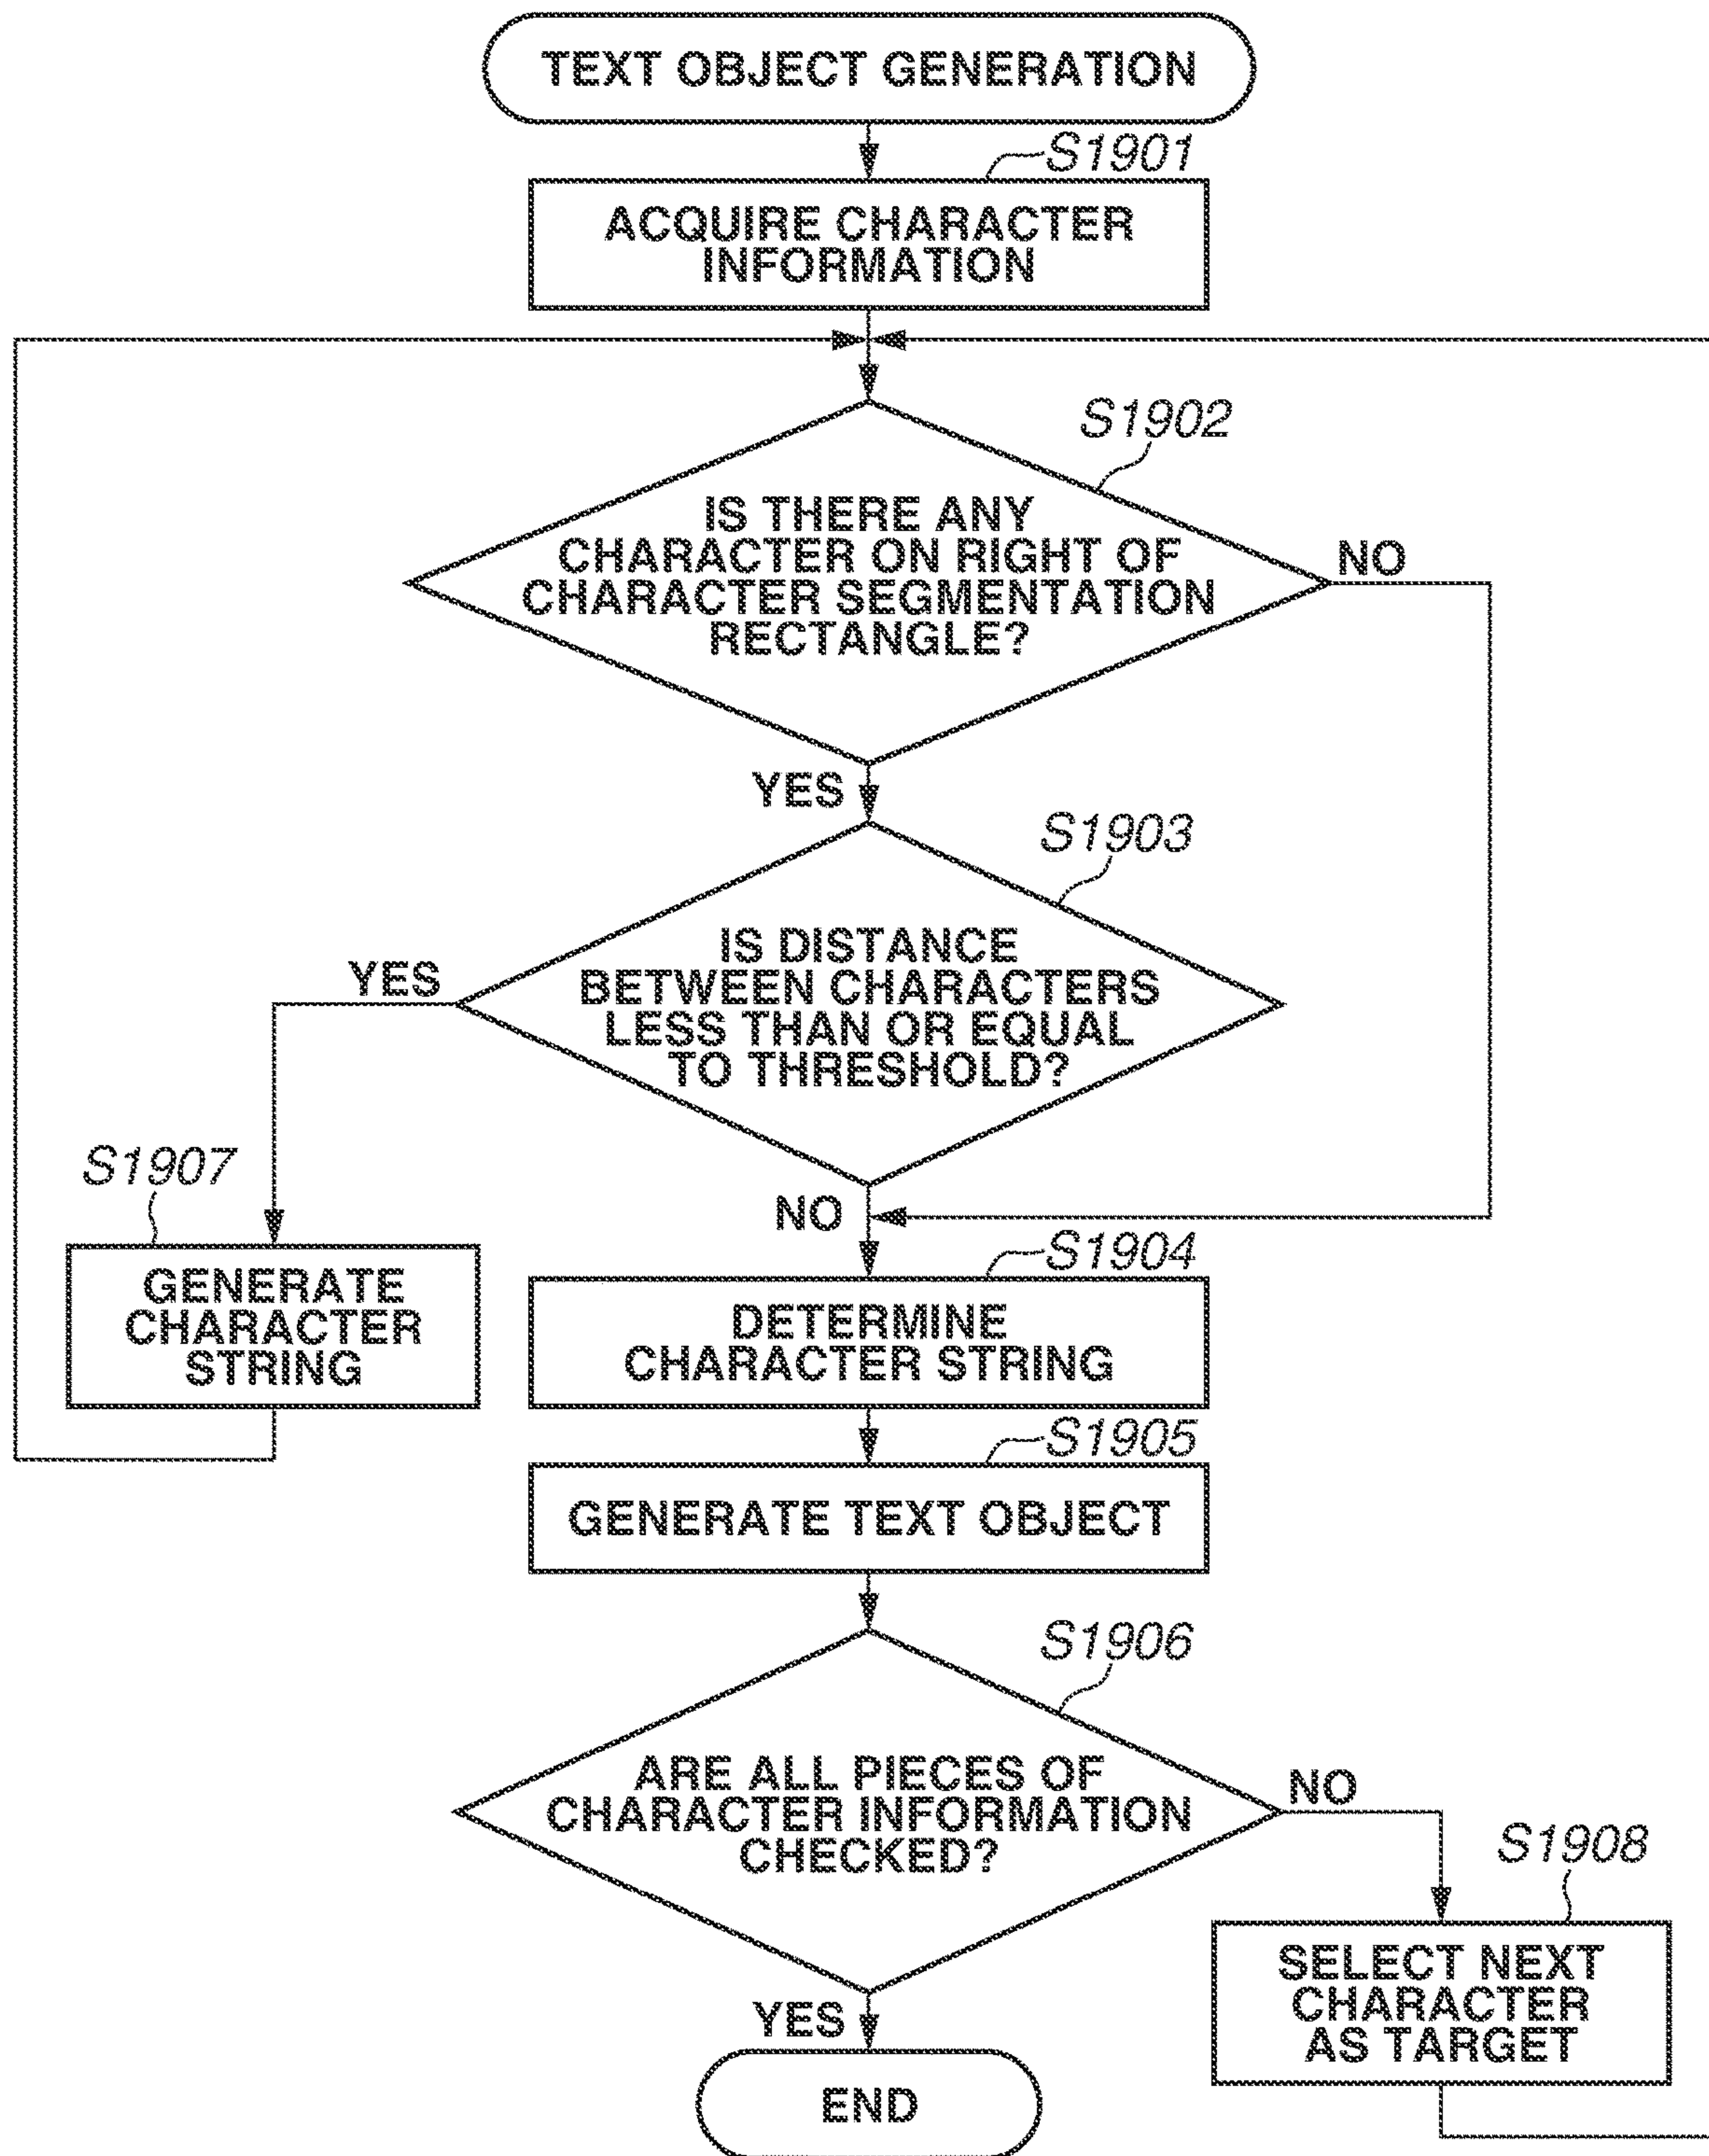 TEXT OBJECT GENERATION
S1901
ACQUIRE CHARACTER
INFORMATION
S1902
IS THERE ANY
CHARACTER ON RIGHT OF
CHARACTER SEGMENTATION
RECTANGLE?
NO
YES
S1903
IS DISTANCE
BETWEEN CHARACTERS
LESS THAN OR EQUAL
TO THRESHOLD?
YES
NO
S1907
GENERATE
CHARACTER
STRING
S1904
DETERMINE
CHARACTER STRING
S1905
GENERATE TEXT OBJECT
S1906
ARE ALL PIECES OF
CHARACTER INFORMATION
CHECKED?
NO
S1908
SELECT NEXT
CHARACTER
AS TARGET
YES
END